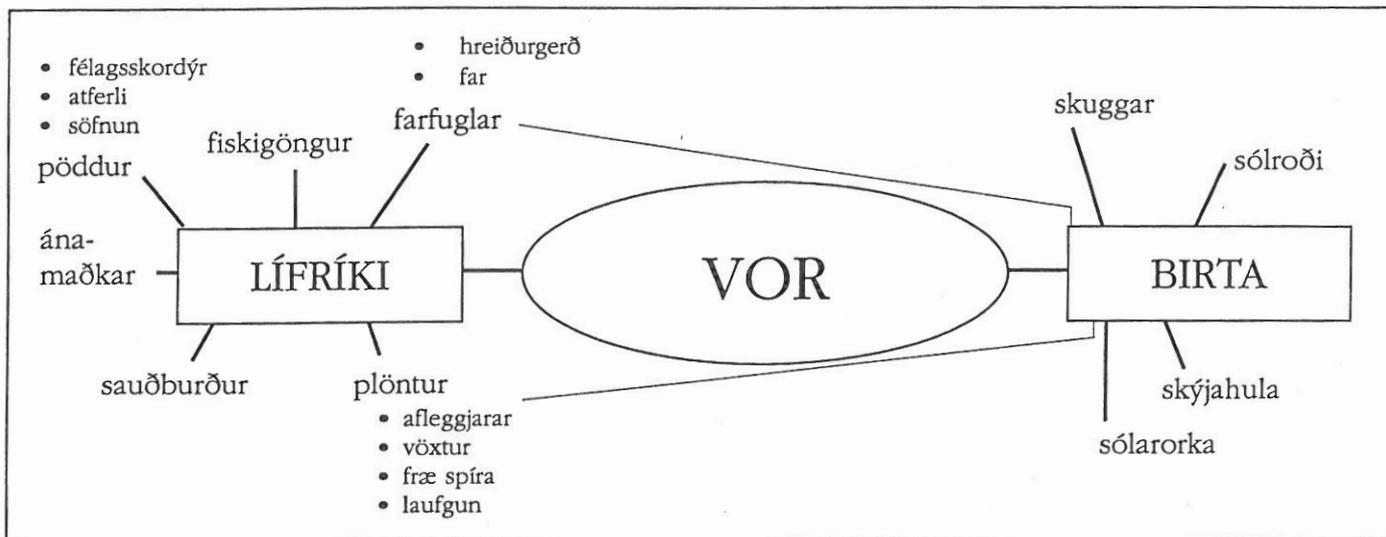 • félagsskordýr
• atferli
• söfnun
pöddur
fiskigöngur
• hreiðurgerð
• far
farfuglar
ána-
maðkar
LÍFRÍKI
sauðburður
plöntur
• afleggjarar
• vöxtur
• fræ spíra
• laufgun
VOR
skuggar
sólroði
BIRTA
skýjahula
sólarorka